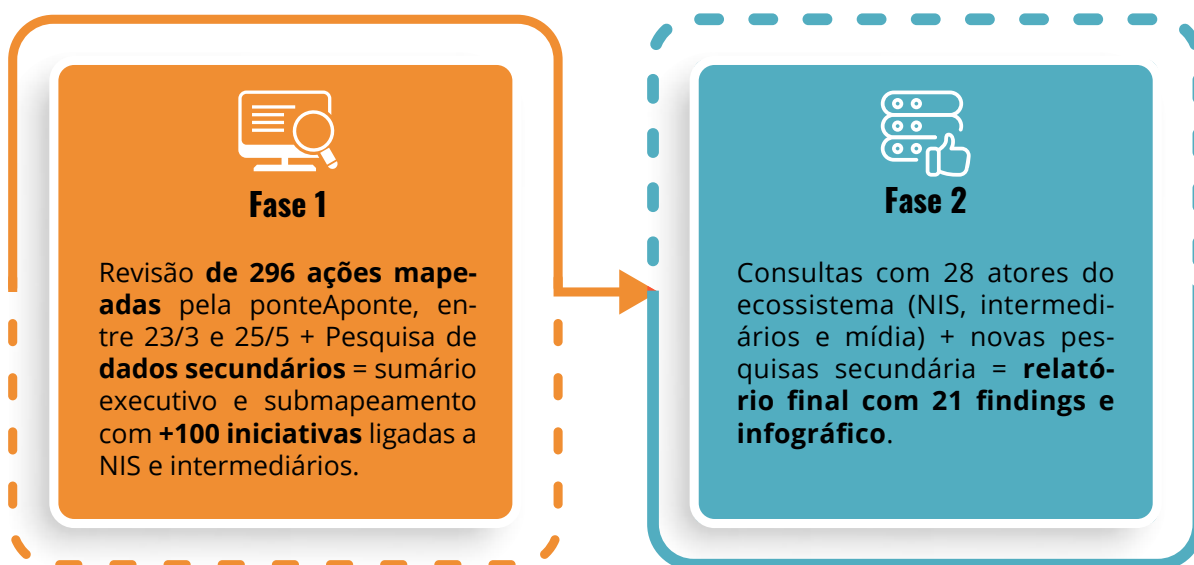 Fase 1
Revisão de 296 ações mape-
adas pela ponteAponte, en-
tre 23/3 e 25/5 + Pesquisa de
dados secundários = sumário
executivo e submapeamento
com +100 iniciativas ligadas a
NIS e intermediários.
Fase 2
Consultas com 28 atores do
ecossistema (NIS, intermedi-
ários e mídia) + novas pes-
quisas secundária = relató-
rio final com 21 findings e
infográfico.